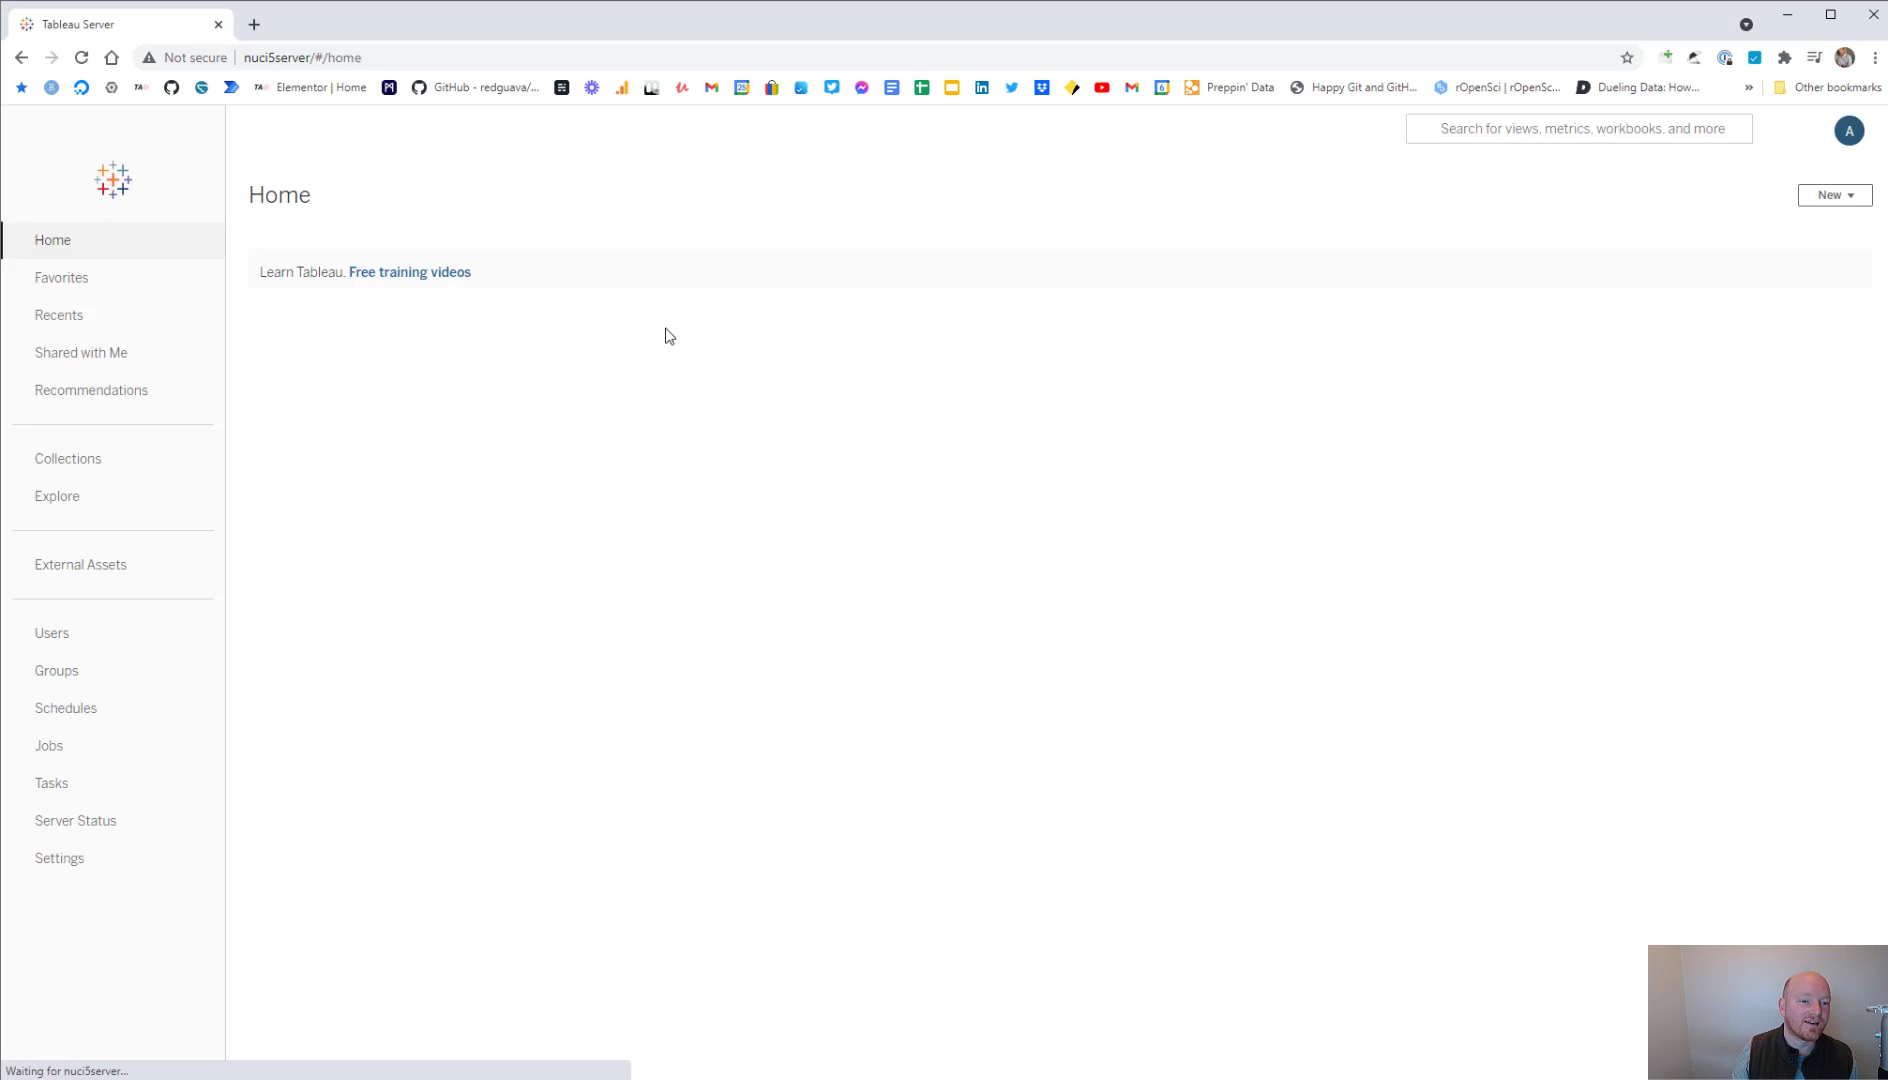 Tableau Server
Not secure
nuci5server/#/home
Elementor | Home
GitHub - redguava/...
Preppin' Data
Happy Git and GitH...
rOpenSci | rOpenSc...
Dueling Data: How...
»
Other bookmarks
Search for views, metrics, workbooks, and more
A
Home
New
Home
Learn Tableau. Free training videos
Favorites
Recents
Shared with Me
Recommendations
Collections
Explore
External Assets
Users
Groups
Schedules
Jobs
Tasks
Server Status
Settings
Waiting for nuci5server...